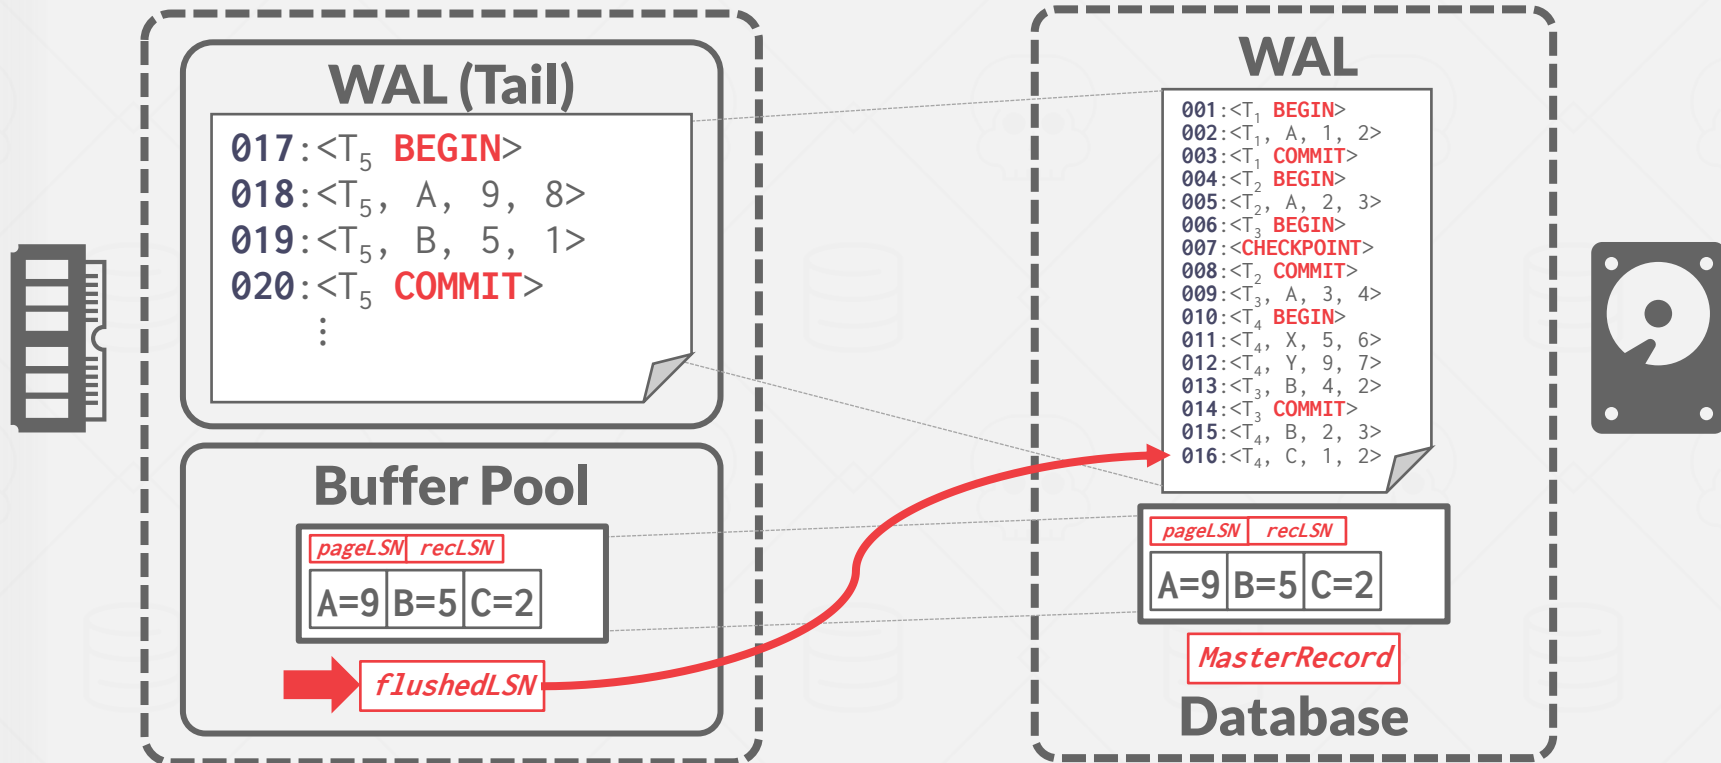 WAL (Tail)
017:<T5 BEGIN>
018:<T5, A, 9, 8>
019:<T5, B, 5, 1>
020:<T5 COMMIT>
⋮
Buffer Pool
pageLSN recLSN
A=9 B=5 C=2
flushedLSN
WAL
001:<T1 BEGIN>
002:<T1, A, 1, 2>
003:<T1 COMMIT>
004:<T2 BEGIN>
005:<T2, A, 2, 3>
006:<T3 BEGIN>
007:<CHECKPOINT>
008:<T2 COMMIT>
009:<T3, A, 3, 4>
010:<T4 BEGIN>
011:<T4, X, 5, 6>
012:<T4, Y, 9, 7>
013:<T3, B, 4, 2>
014:<T3 COMMIT>
015:<T4, B, 2, 3>
016:<T4, C, 1, 2>
pageLSN recLSN
A=9 B=5 C=2
MasterRecord
Database